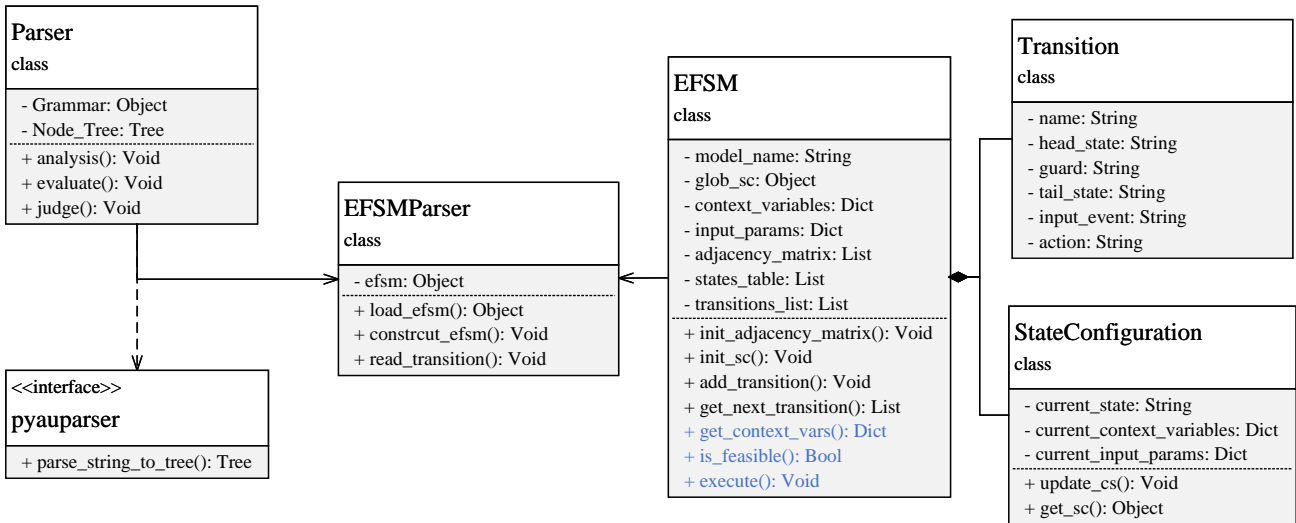 Parser
class
- Grammar: Object
- Node_Tree: Tree
+ analysis(): Void
+ evaluate(): Void
+ judge(): Void
<<interface>>
pyauparser
+ parse_string_to_tree(): Tree
EFSMParser
class
- efsm: Object
+ load_efsm(): Object
+ constrcut_efsm(): Void
+ read_transition(): Void
EFSM
class
- model_name: String
- glob_sc: Object
- context_variables: Dict
- input_params: Dict
- adjacency_matrix: List
- states_table: List
- transitions_list: List
+ init_adjacency_matrix(): Void
+ init_sc(): Void
+ add_transition(): Void
+ get_next_transition(): List
+ get_context_vars(): Dict
+ is_feasible(): Bool
+ execute(): Void
Transition
class
- name: String
- head_state: String
- guard: String
- tail_state: String
- input_event: String
- action: String
StateConfiguration
class
- current_state: String
- current_context_variables: Dict
- current_input_params: Dict
+ update_cs(): Void
+ get_sc(): Object